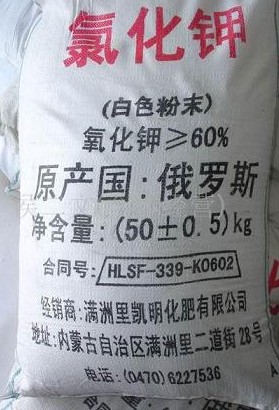 氯化钾
(白色粉末)
氧化钾≥60%
原产国:俄罗斯
净含量:(50±0.5)kg
合同号:HLSF-339-K0602
经销商:满洲里凯明化肥有限公司
地址:内蒙古自治区满洲里二道街28号
电话:(0470)6227536